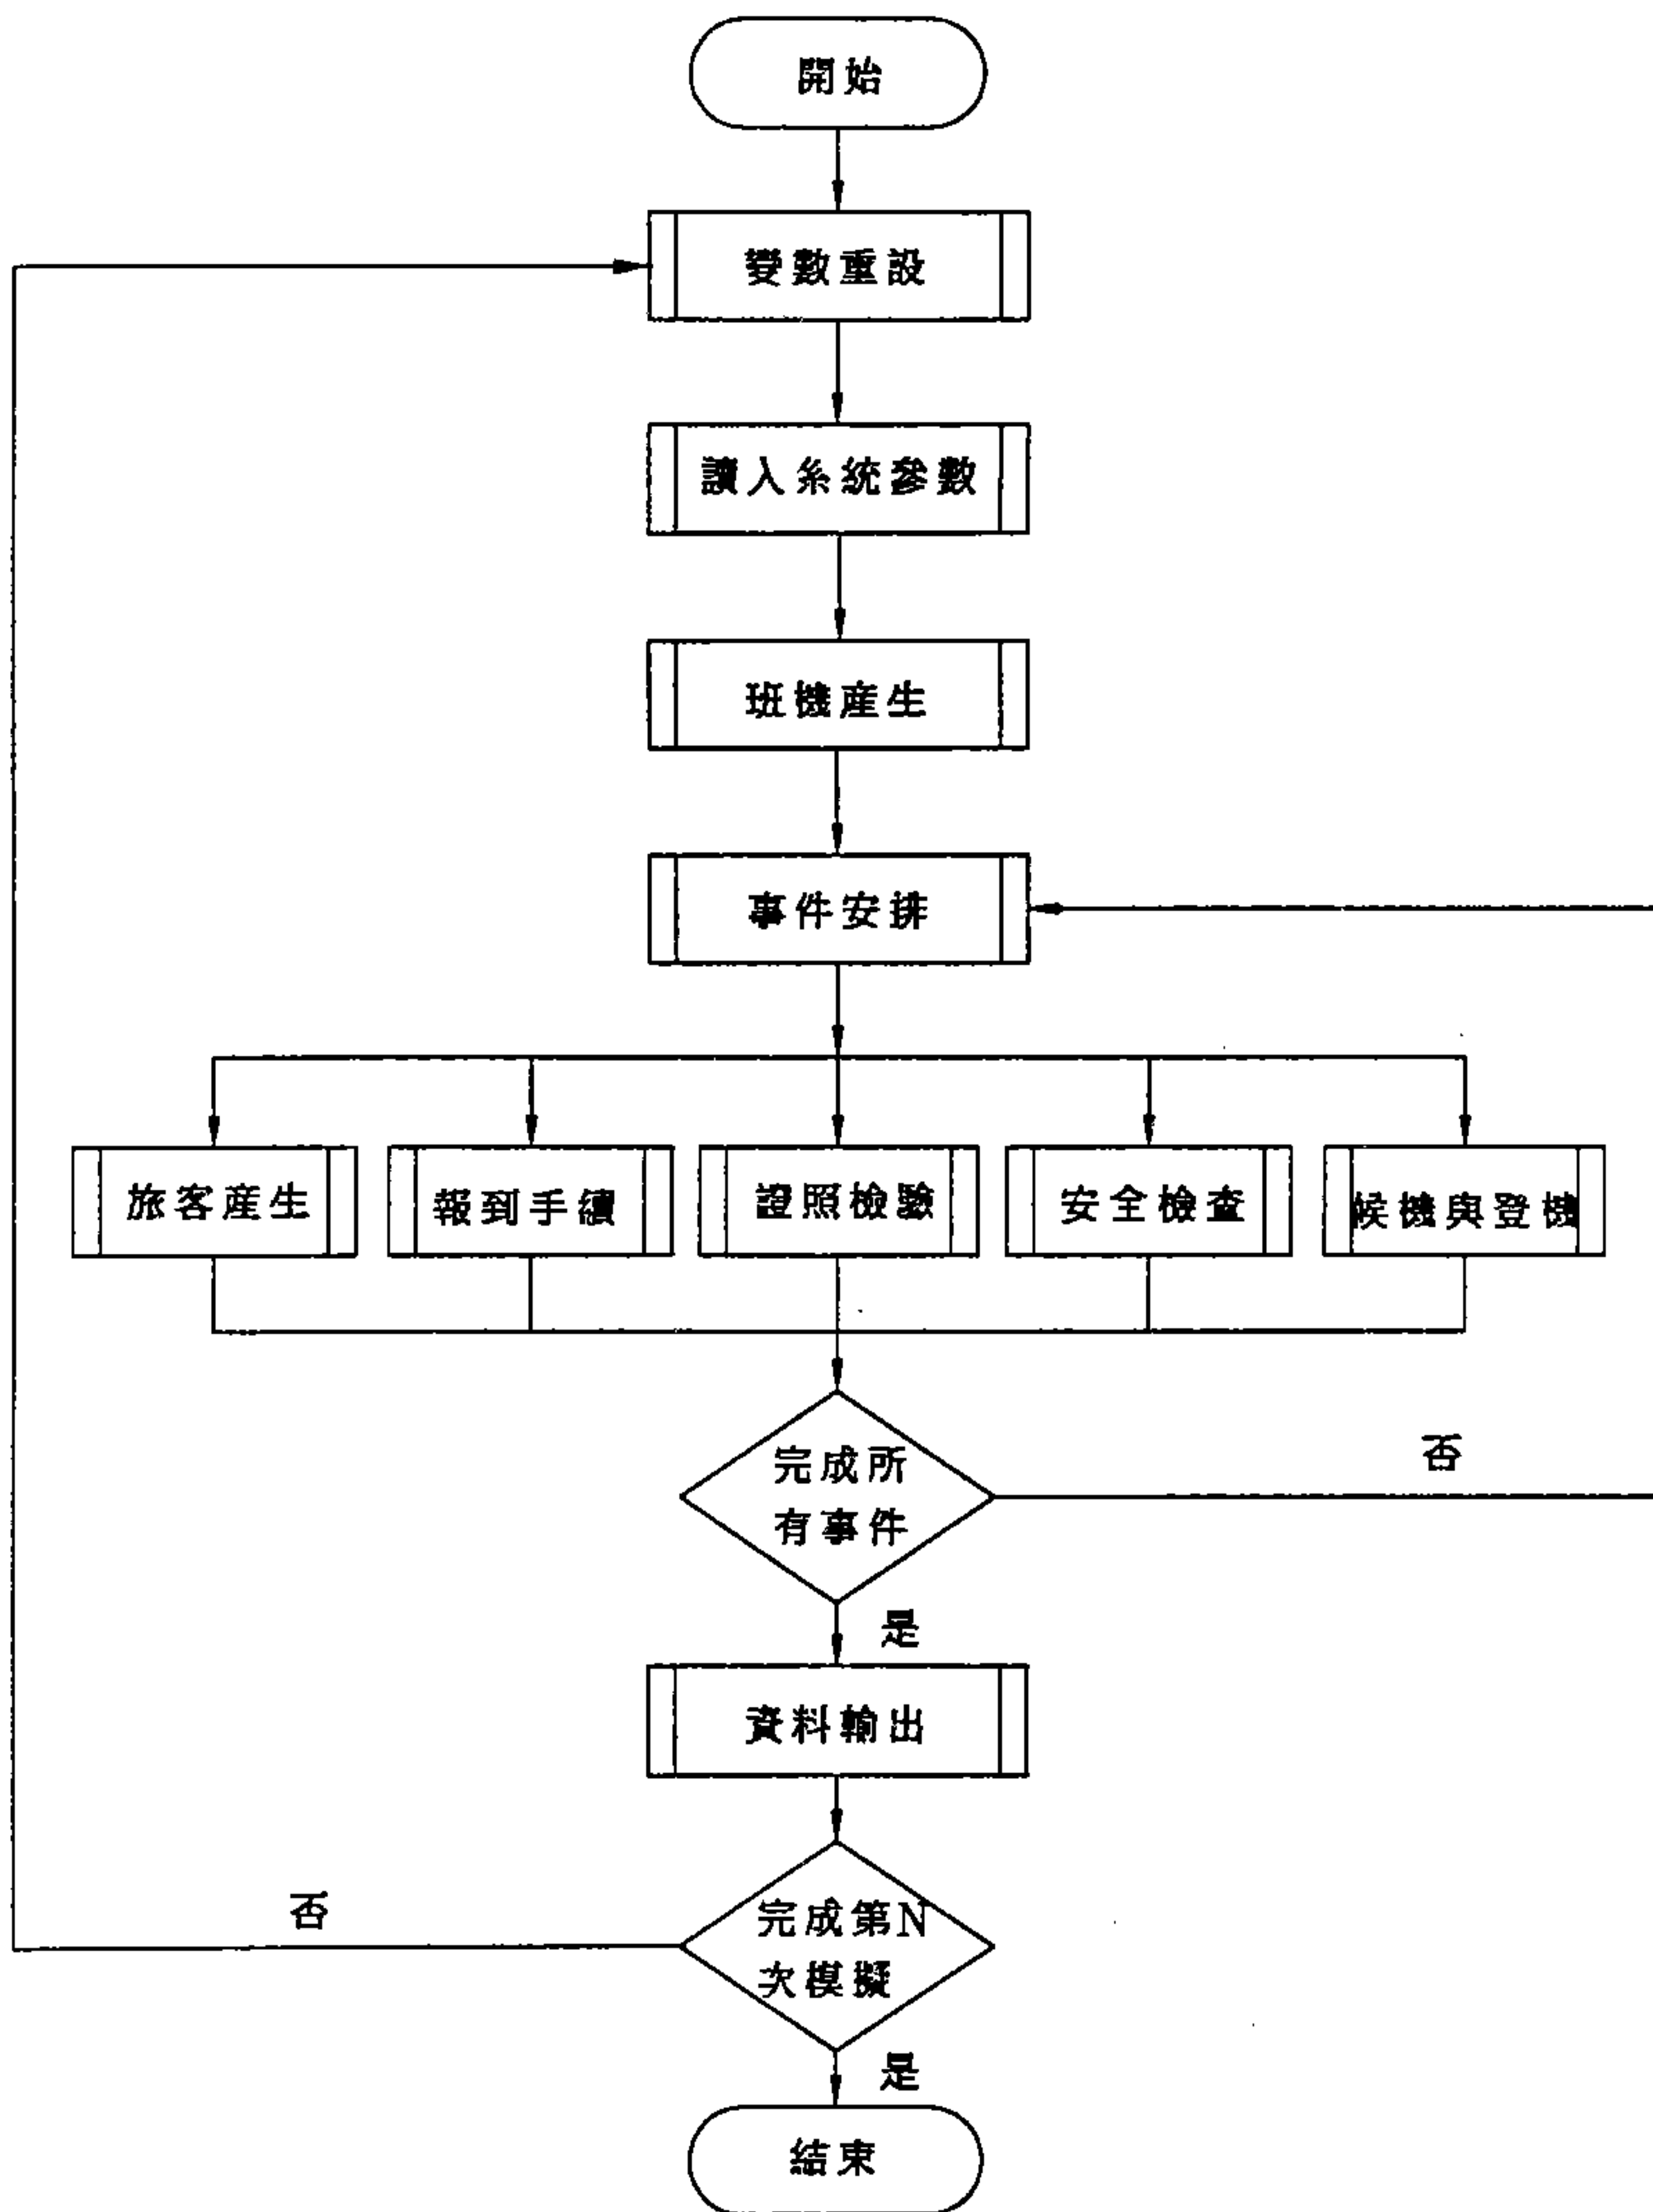 開始
變數重設
讀入系統參數
班機産生
事件安排
旅客産生
報到手續
證照檢驗
安全檢查
候機與登機
完成所
有事件
否
是
資料輸出
完成第N
次模擬
否
是
結束